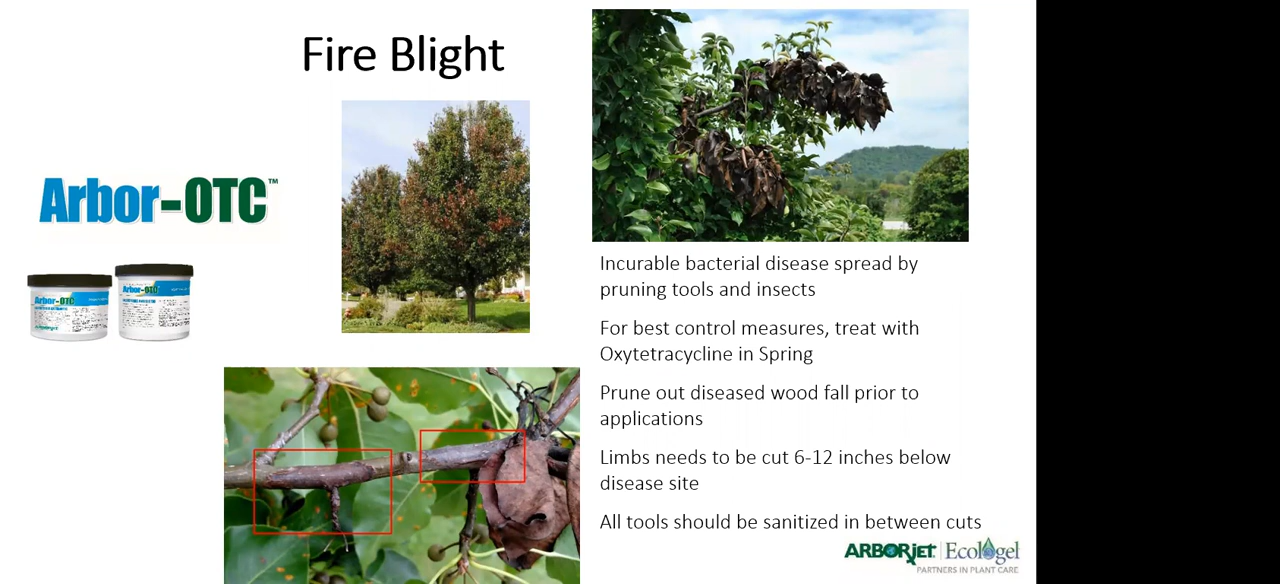 Fire Blight
Arbor-OTC™
Arbor-OTC
Arbor-OTC
Incurable bacterial disease spread by
pruning tools and insects
For best control measures, treat with
Oxytetracycline in Spring
Prune out diseased wood fall prior to
applications
Limbs needs to be cut 6-12 inches below
disease site
All tools should be sanitized in between cuts
ARBORjet | Ecologel
PARTNERS IN PLANT CARE